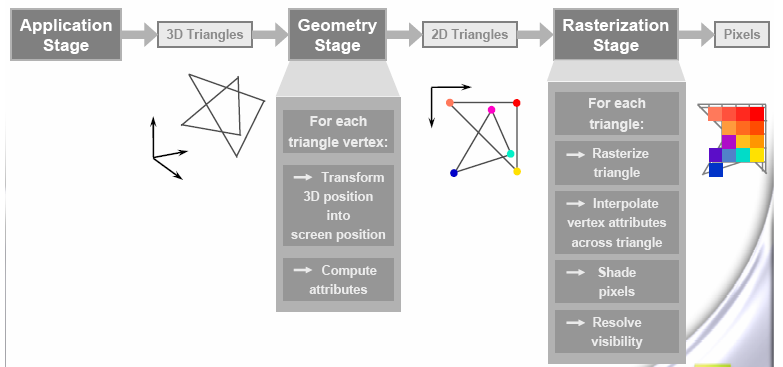 Application
Stage
3D Triangles
Geometry
Stage
2D Triangles
Rasterization
Stage
Pixels
For each
triangle vertex:
Transform
3D position
into
screen position
Compute
attributes
For each
triangle:
Rasterize
triangle
Interpolate
vertex attributes
across triangle
Shade
pixels
Resolve
visibility